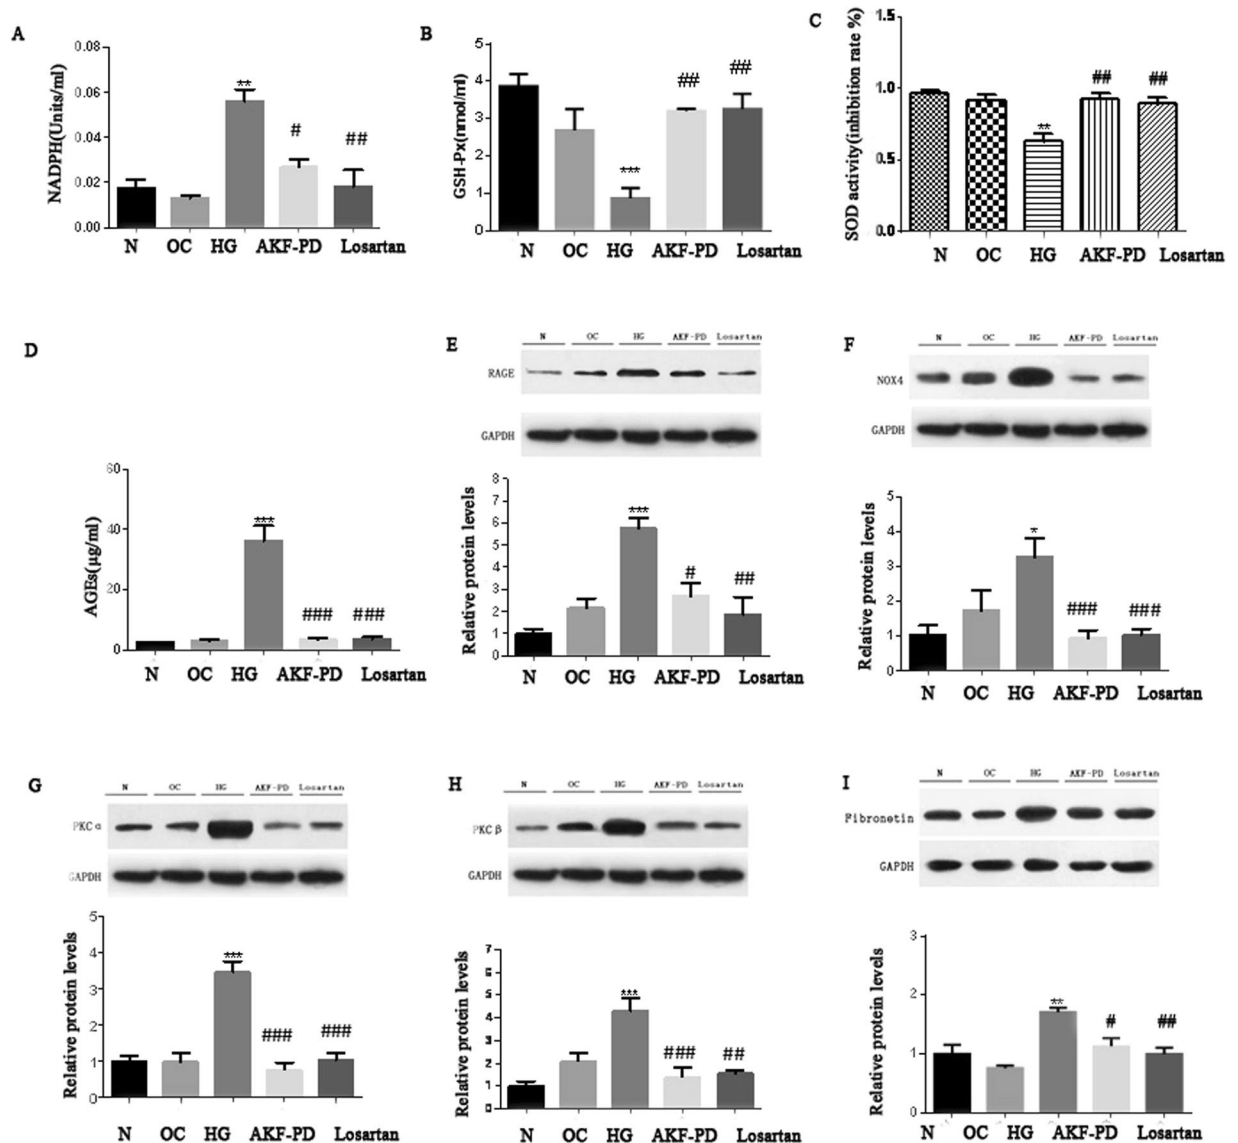 A
NADPH(Units/ml)
0.08
0.06
0.04
0.02
0.00
**
#
##
N OC HG AKF-PD Losartan
B
GSH-Px(nmol/ml)
5
4
3
2
1
0
***
##
##
N OC HG AKF-PD Losartan
C
SOD activity(inhibition rate %)
1.5
1.0
0.5
0.0
**
##
##
N OC HG AKF-PD Losartan
D
AGEs(μg/ml)
60
40
20
0
***
###
###
N OC HG AKF-PD Losartan
E
N OC HG AKF-PD Losartan
RAGE
GAPDH
Relative protein levels
8
7
6
5
4
3
2
1
0
***
#
##
N OC HG AKF-PD Losartan
F
N OC HG AKF-PD Losartan
NOX4
GAPDH
Relative protein levels
5
4
3
2
1
0
*
###
###
N OC HG AKF-PD Losartan
G
N OC HG AKF-PD Losartan
PKC α
GAPDH
Relative protein levels
5
4
3
2
1
0
***
###
###
N OC HG AKF-PD Losartan
H
N OC HG AKF-PD Losartan
PKC β
GAPDH
Relative protein levels
7
6
5
4
3
2
1
0
***
###
##
N OC HG AKF-PD Losartan
I
N OC HG AKF-PD Losartan
Fibronetin
GAPDH
Relative protein levels
3
2
1
0
**
#
##
N OC HG AKF-PD Losartan